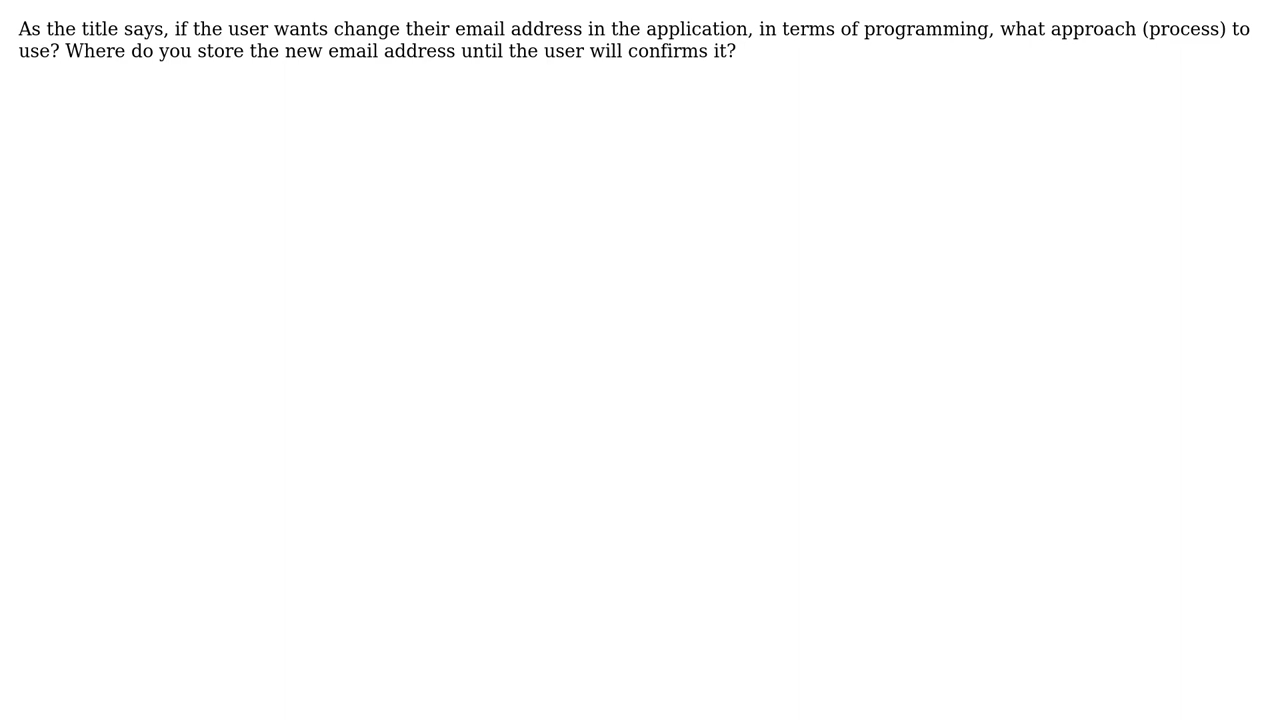 As the title says, if the user wants change their email address in the application, in terms of programming, what approach (process) to
use? Where do you store the new email address until the user will confirms it?